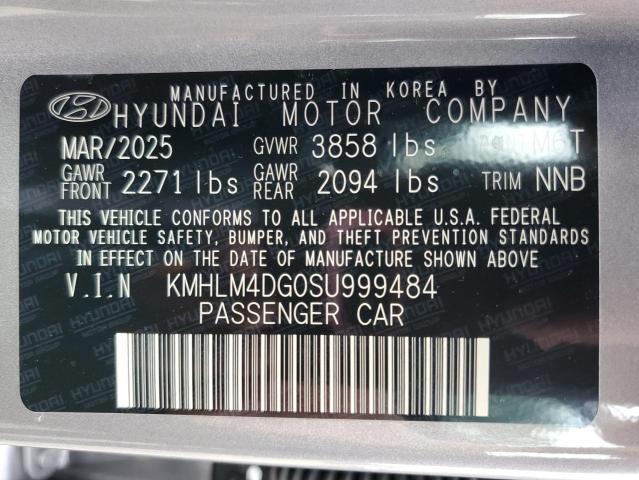 MANUFACTURED IN KOREA BY
HYUNDAI MOTOR COMPANY
MAR/2025 GVWR 3858 lbs M6T
GAWR FRONT 2271 lbs GAWR REAR 2094 lbs TRIM NNB
THIS VEHICLE CONFORMS TO ALL APPLICABLE U.S.A. FEDERAL
MOTOR VEHICLE SAFETY, BUMPER, AND THEFT PREVENTION STANDARDS
IN EFFECT ON THE DATE OF MANUFACTURE SHOWN ABOVE
V.I.N KMHLM4DG0SU999484
PASSENGER CAR